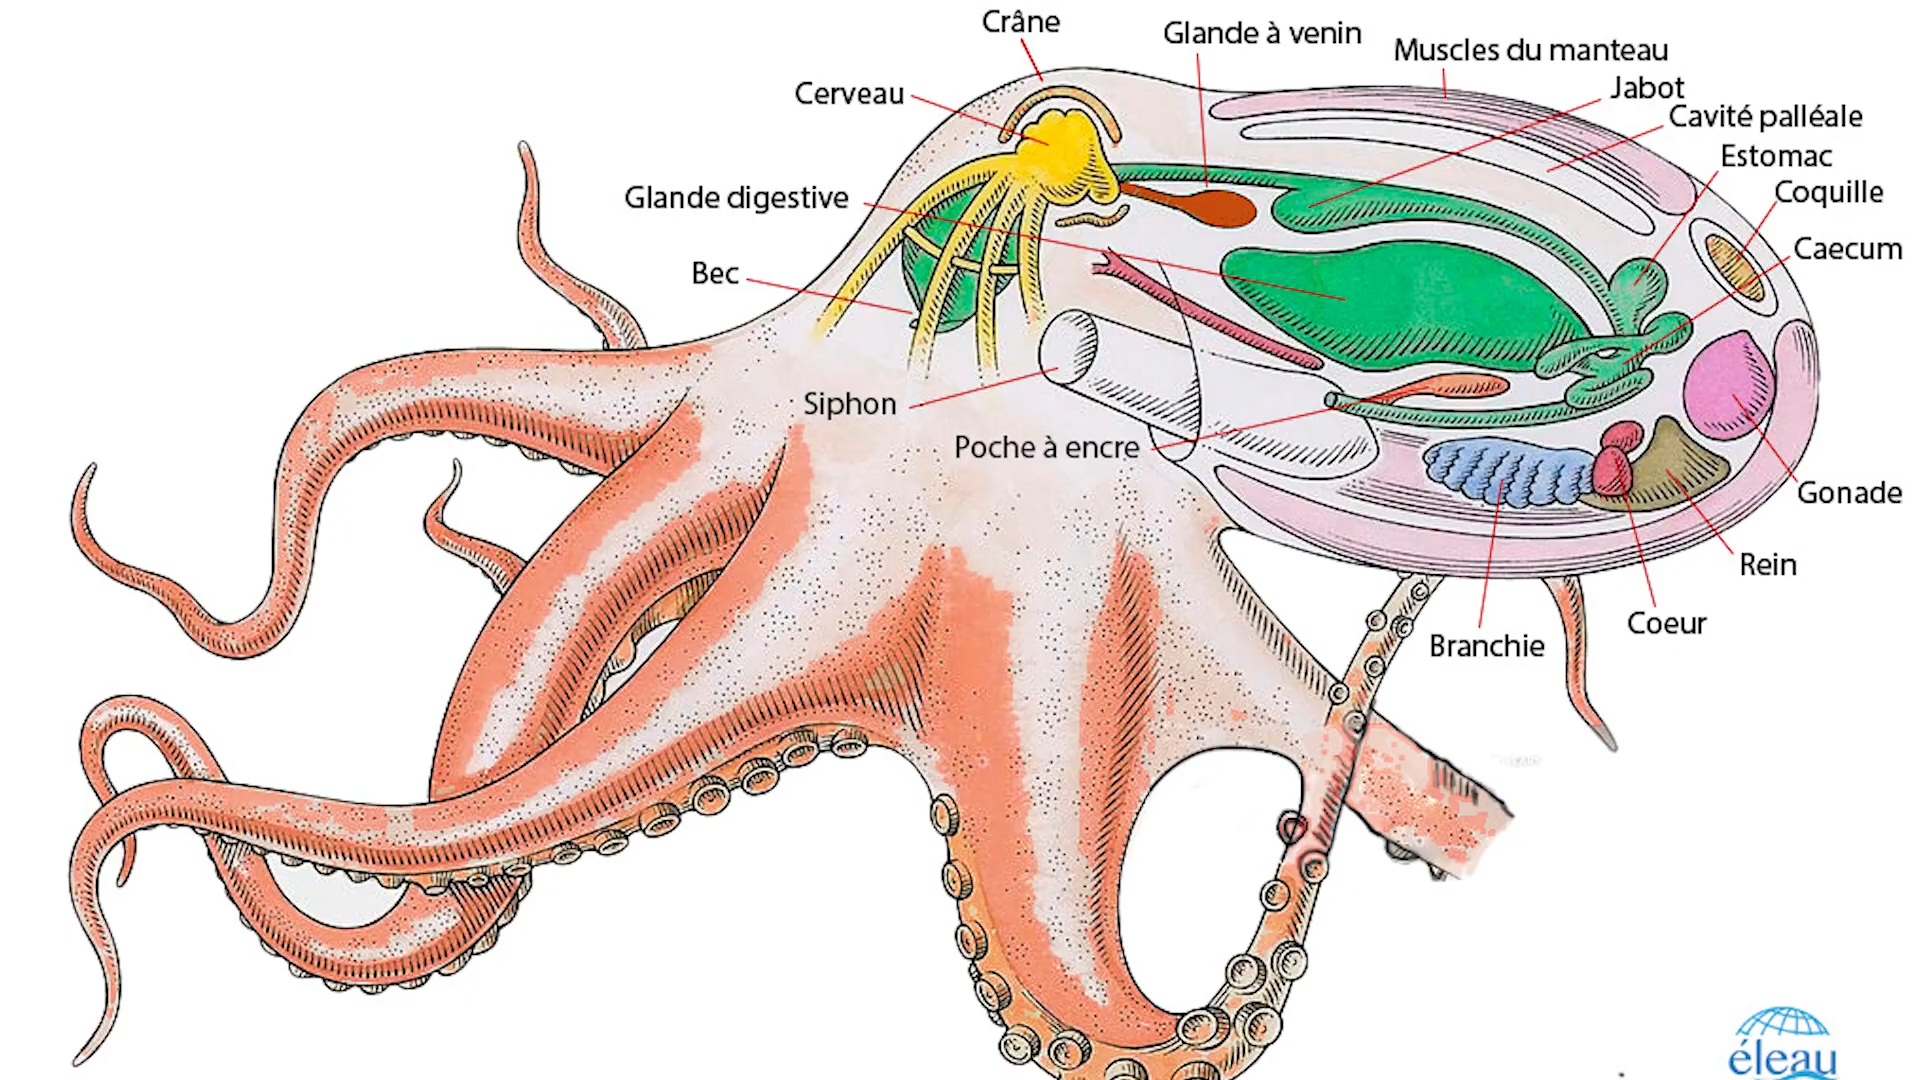 Crâne
Glande à venin
Muscles du manteau
Cerveau
Jabot
Cavité palléale
Estomac
Coquille
Glande digestive
Caecum
Bec
Siphon
Poche à encre
Gonade
Rein
Coeur
Branchie
éleau